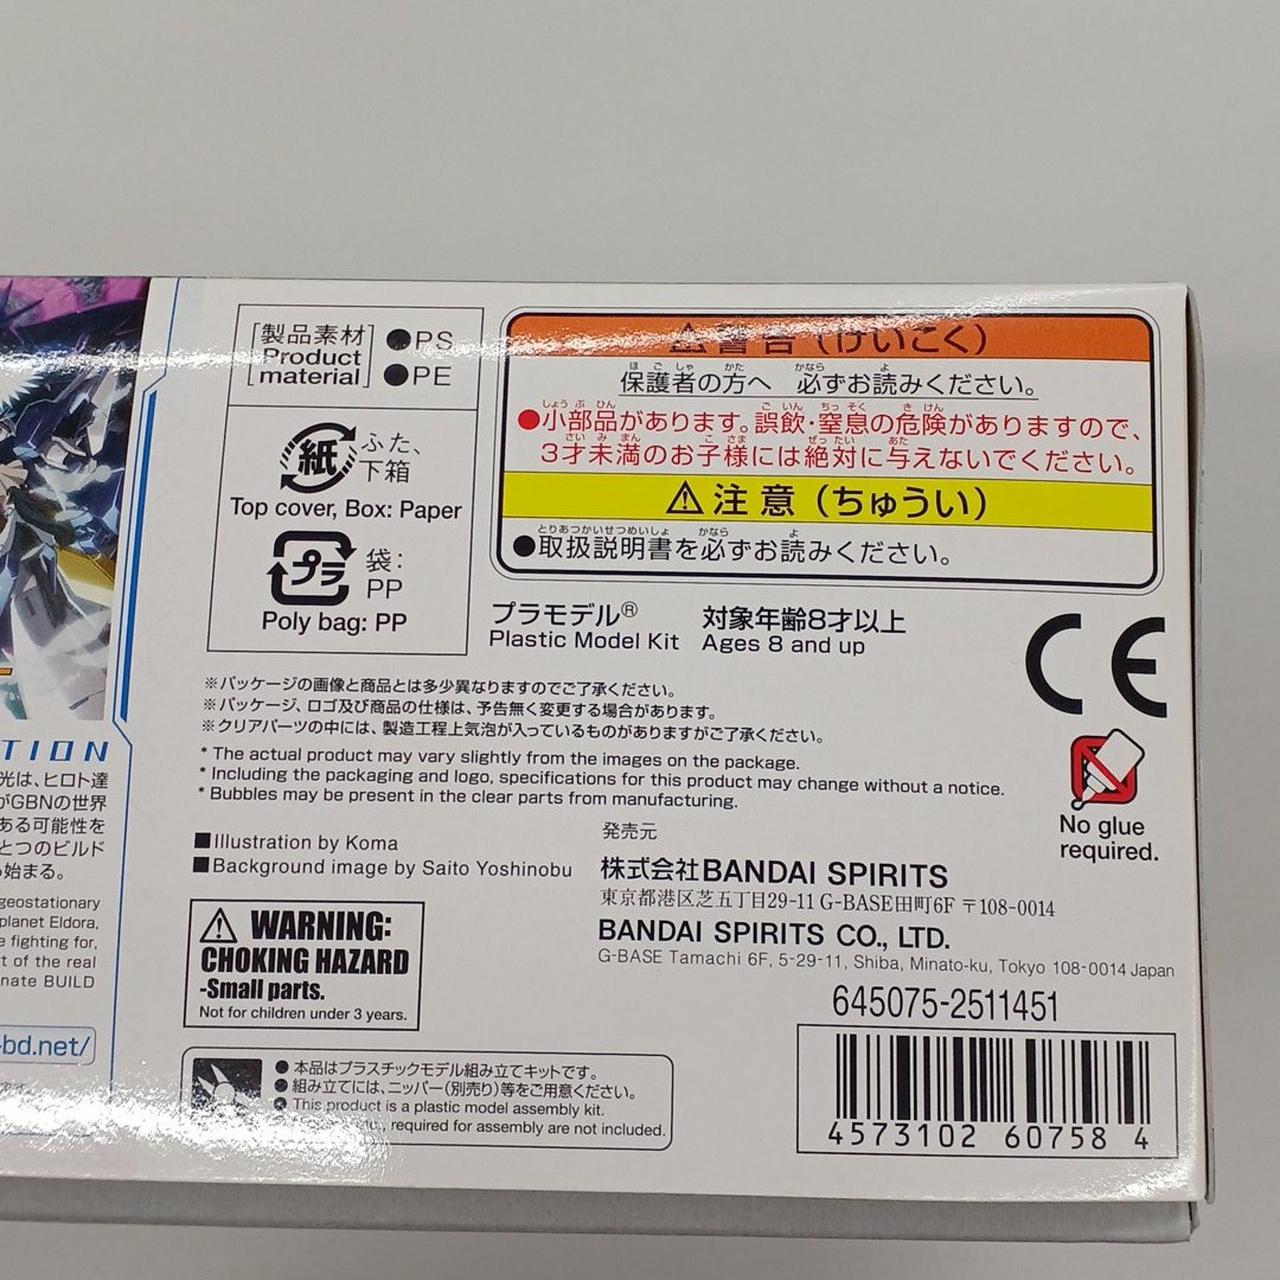 [製品素材]
Product
material
●PS
●PE
紙
ふた、
下箱
Top cover, Box: Paper
プラ
袋:
PP
Poly bag: PP
⚠警告(けいこく)
保護者の方へ 必ずお読みください。
●小部品があります。誤飲・窒息の危険がありますので、
3才未満のお子様には絶対に与えないでください。
⚠注意(ちゅうい)
●取扱説明書を必ずお読みください。
プラモデル®
Plastic Model Kit
対象年齢8才以上
Ages 8 and up
CE
※パッケージの画像と商品とは多少異なりますのでご了承ください。
※パッケージ、ロゴ及び商品の仕様は、予告無く変更する場合があります。
※クリアパーツの中には、製造工程上気泡が入っているものがありますがご了承ください。
* The actual product may vary slightly from the images on the package.
* Including the packaging and logo, specifications for this product may change without a notice.
* Bubbles may be present in the clear parts from manufacturing.
No glue
required.
■Illustration by Koma
■Background image by Saito Yoshinobu
発売元
株式会社BANDAI SPIRITS
東京都港区芝五丁目29-11 G-BASE田町6F 〒108-0014
BANDAI SPIRITS CO., LTD.
G-BASE Tamachi 6F, 5-29-11, Shiba, Minato-ku, Tokyo 108-0014 Japan
⚠ WARNING:
CHOKING HAZARD
-Small parts.
Not for children under 3 years.
645075-2511451
4573102 60758 4
●本品はプラスチックモデル組み立てキットです。
●組み立てには、ニッパー(別売り)等をご用意ください。
●This product is a plastic model assembly kit.
required for assembly are not included.
TION
光は、ヒロト達
がGBNの世界
ある可能性を
とつのビルド
始まる。
geostationary
planet Eldora,
fighting for,
t of the real
nate BUILD
-bd.net/